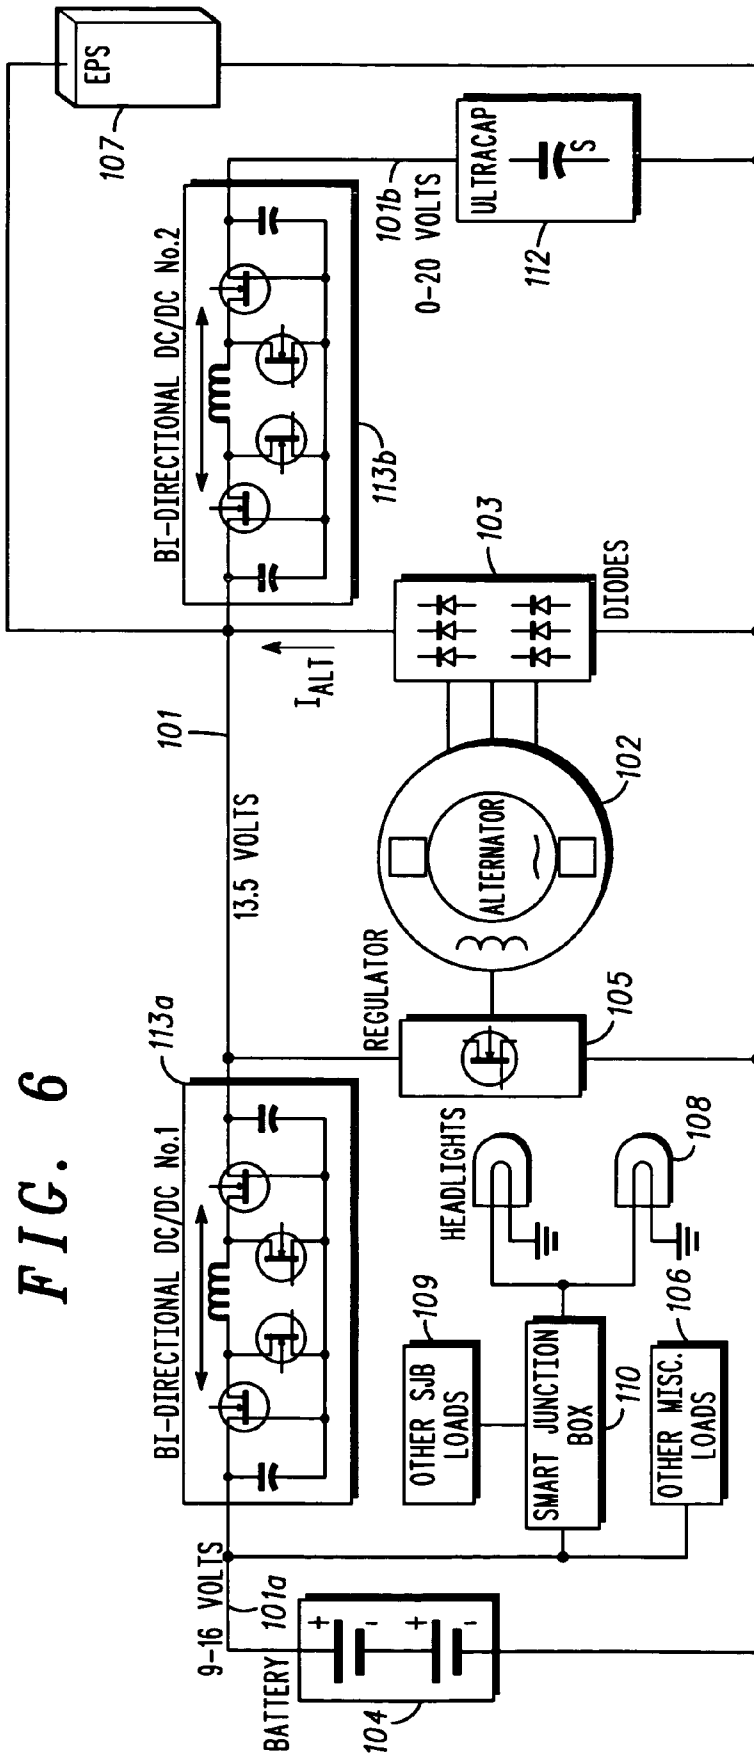 FIG. 6
BI-DIRECTIONAL DC/DC No.1
113a
BI-DIRECTIONAL DC/DC No.2
113b
EPS
107
9-16 VOLTS
101a
13.5 VOLTS
101
I ALT
101b
0-20 VOLTS
BATTERY
+
-
+
-
104
OTHER SJB
LOADS
109
SMART JUNCTION
BOX
110
OTHER MISC.
LOADS
106
HEADLIGHTS
108
REGULATOR
105
ALTERNATOR
~
102
103
DIODES
ULTRACAP
S
112